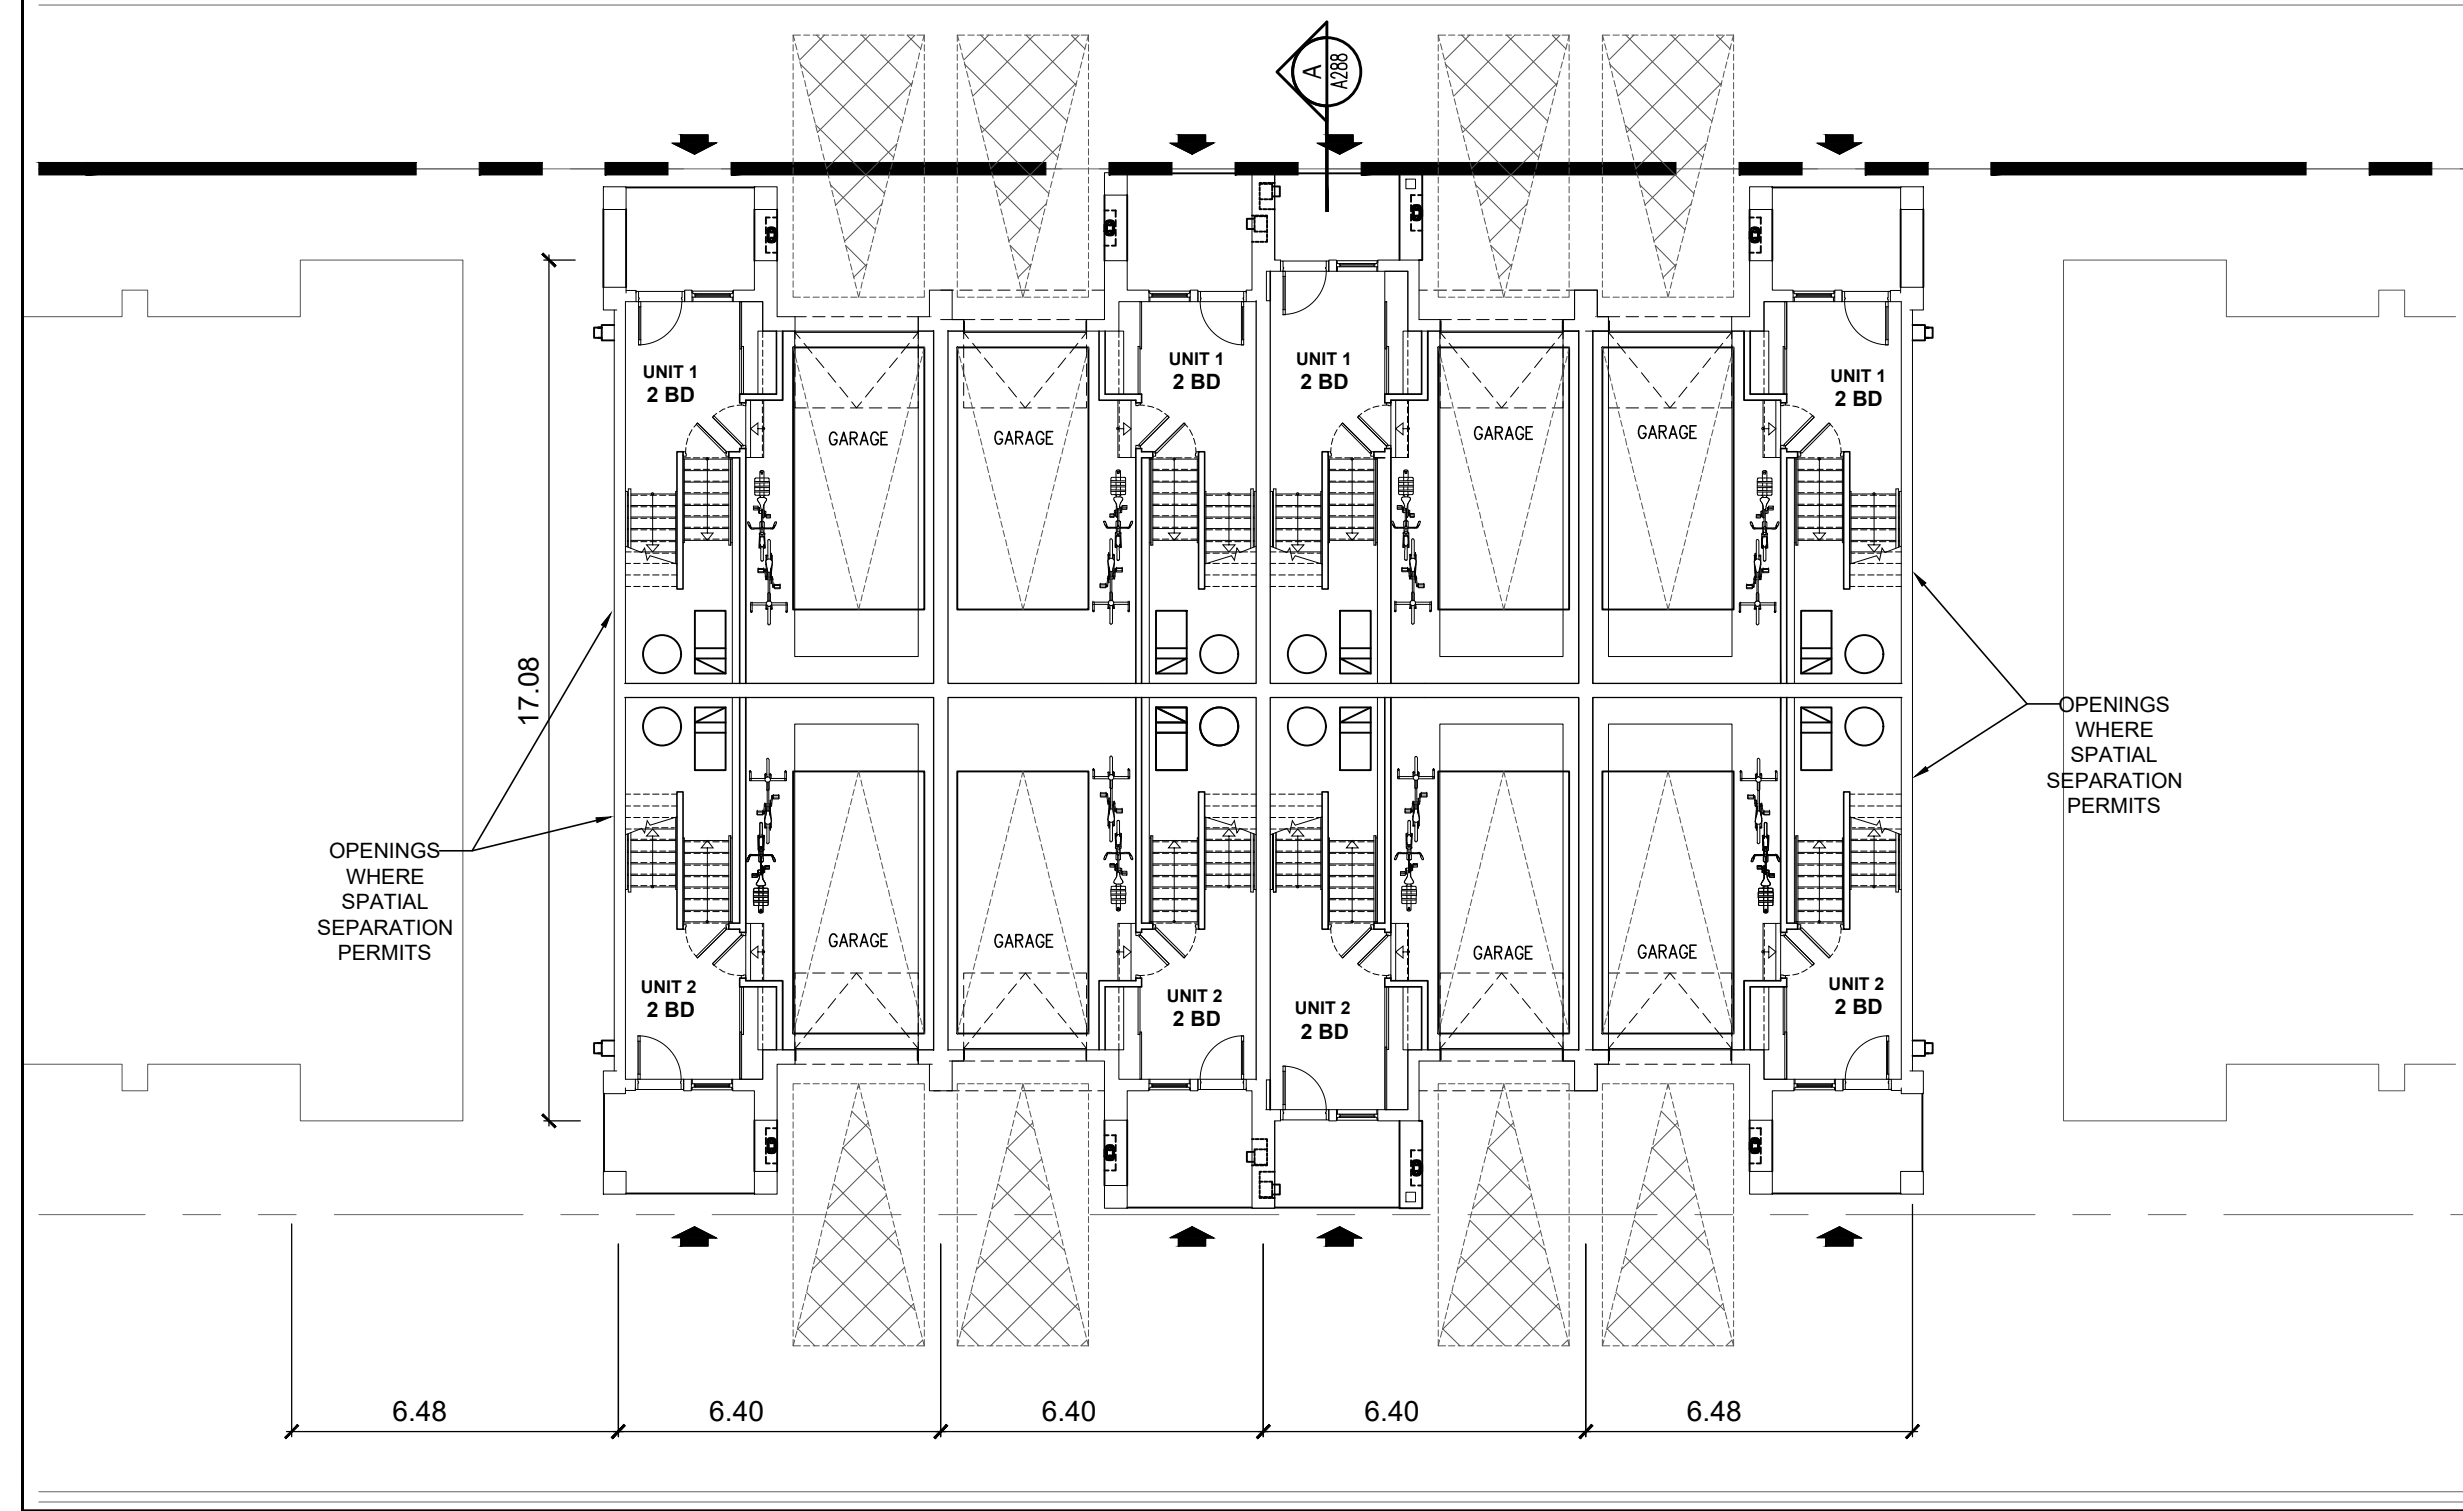 A
A288
UNIT 1
2 BD
UNIT 1
2 BD
UNIT 1
2 BD
UNIT 1
2 BD
GARAGE
GARAGE
GARAGE
GARAGE
17.08
OPENINGS
WHERE
SPATIAL
SEPARATION
PERMITS
OPENINGS
WHERE
SPATIAL
SEPARATION
PERMITS
GARAGE
GARAGE
GARAGE
GARAGE
UNIT 2
2 BD
UNIT 2
2 BD
UNIT 2
2 BD
UNIT 2
2 BD
6.48
6.40
6.40
6.40
6.48